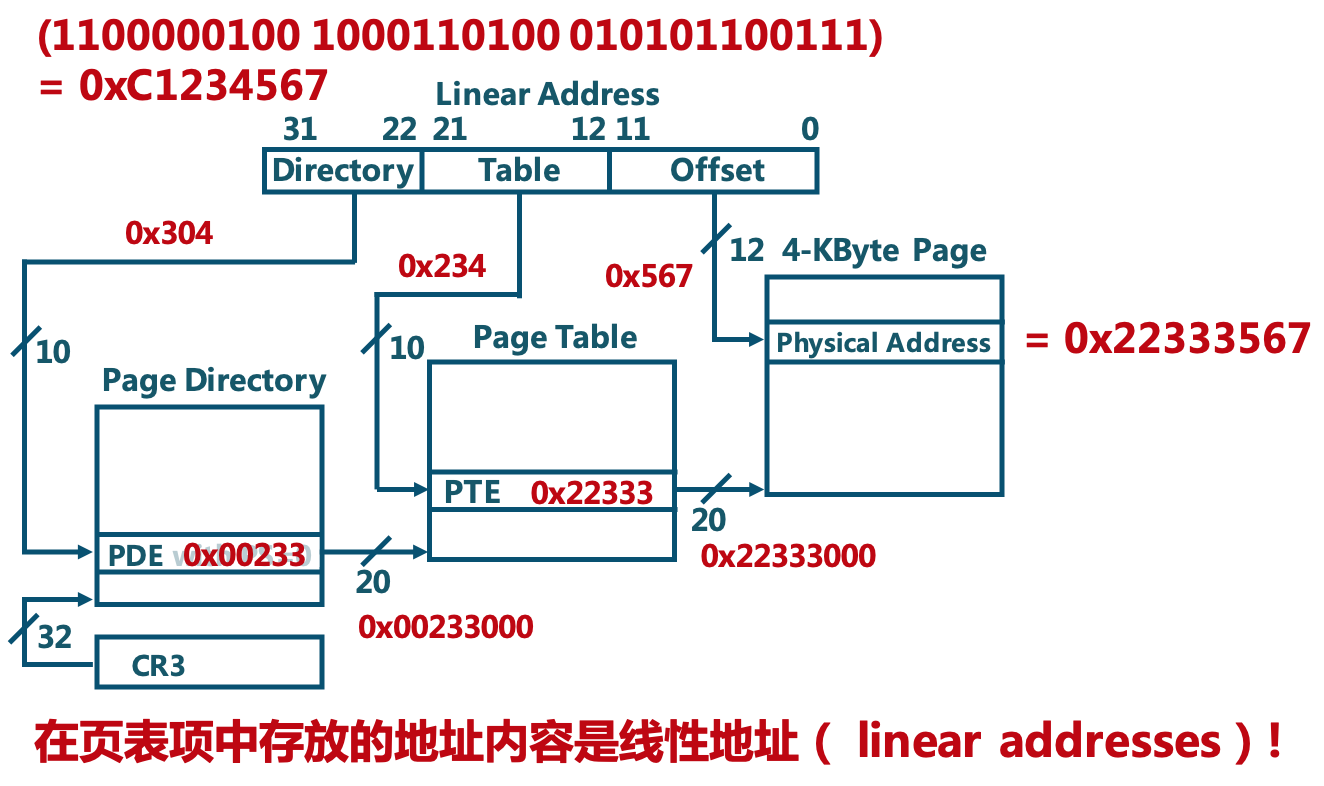 (1100000100 1000110100 010101100111)
= 0xC1234567
Linear Address
31 22 21 12 11 0
Directory Table Offset
0x304
0x234
0x567
12
4-KByte Page
10
10
Page Table
Physical Address
= 0x22333567
Page Directory
PTE 0x22333
20
0x22333000
PDE 0x00233
20
0x00233000
32
CR3
在页表项中存放的地址内容是线性地址（ linear addresses）！